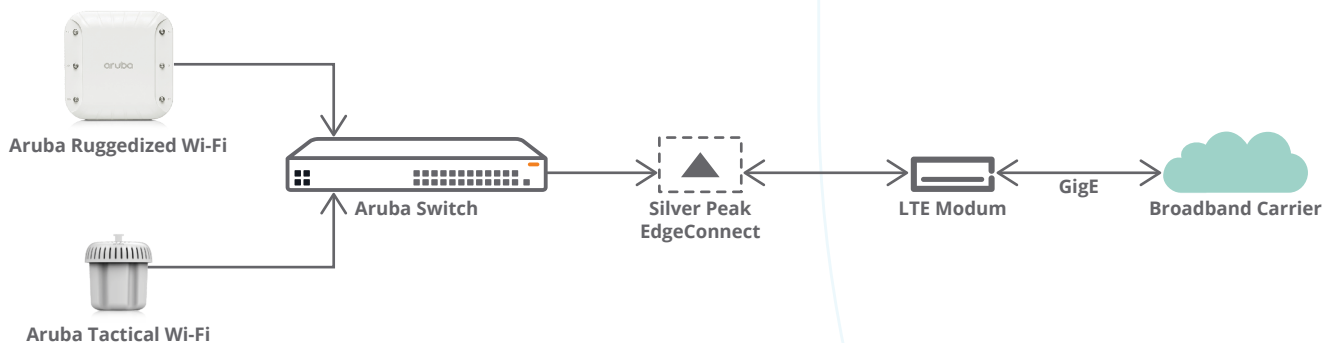 aruba
Aruba Ruggedized Wi-Fi
Aruba Switch
Silver Peak
EdgeConnect
LTE Modum
GigE
Broadband Carrier
Aruba Tactical Wi-Fi